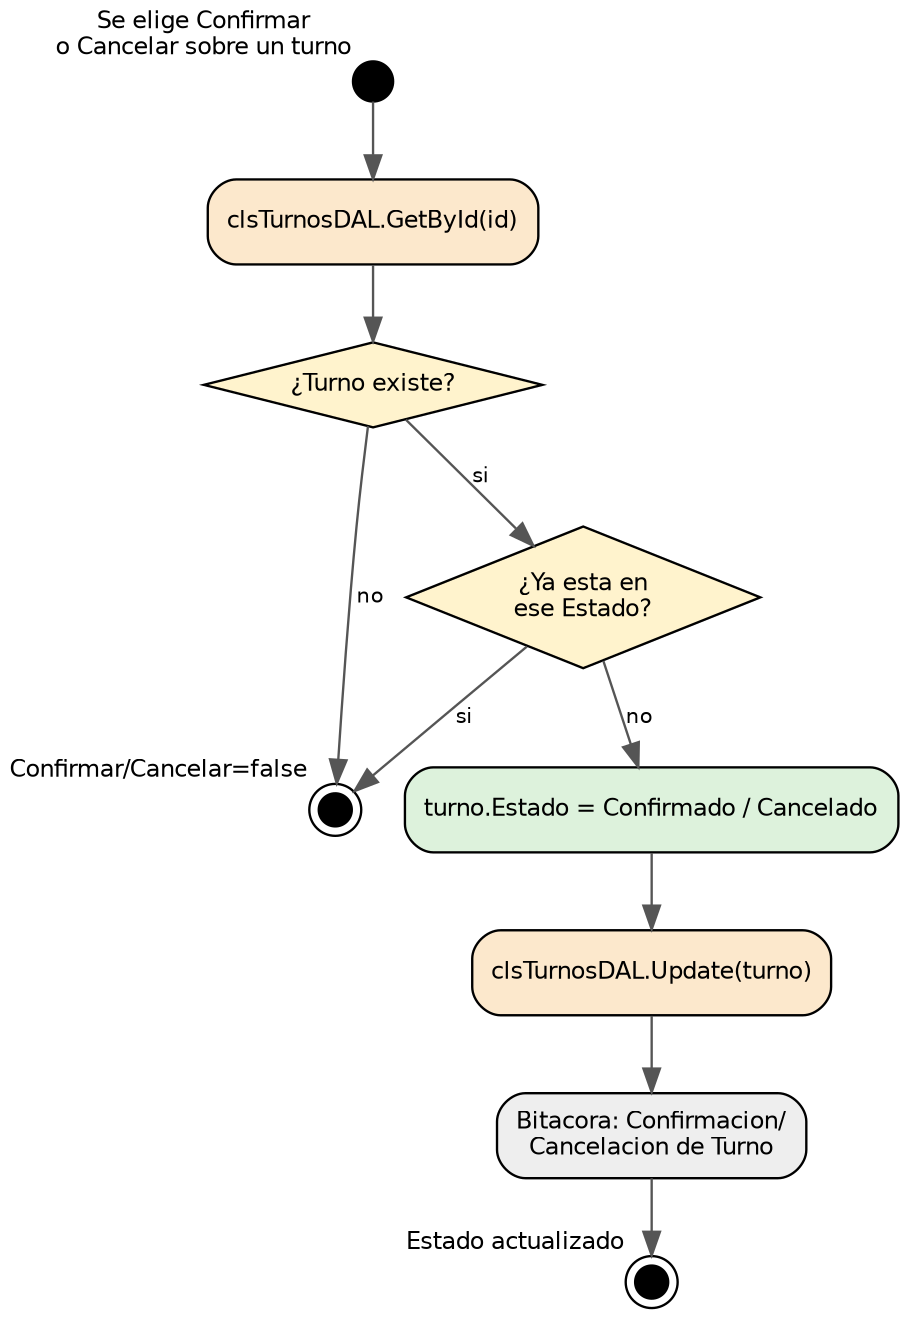 Se elige Confirmar
o Cancelar sobre un turno
clsTurnosDAL.GetById(id)
¿Turno existe?
si
¿Ya esta en
ese Estado?
no
si
no
Confirmar/Cancelar=false
turno.Estado = Confirmado / Cancelado
clsTurnosDAL.Update(turno)
Bitacora: Confirmacion/
Cancelacion de Turno
Estado actualizado